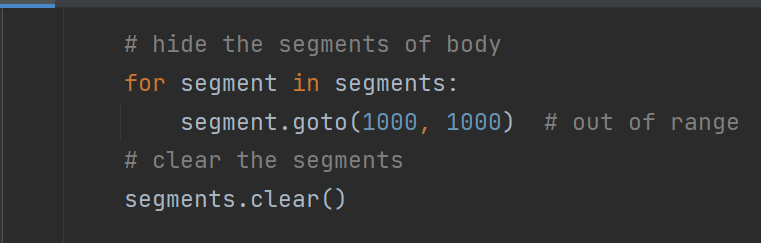 # hide the segments of body
for segment in segments:
    segment.goto(1000, 1000)  # out of range
# clear the segments
segments.clear()